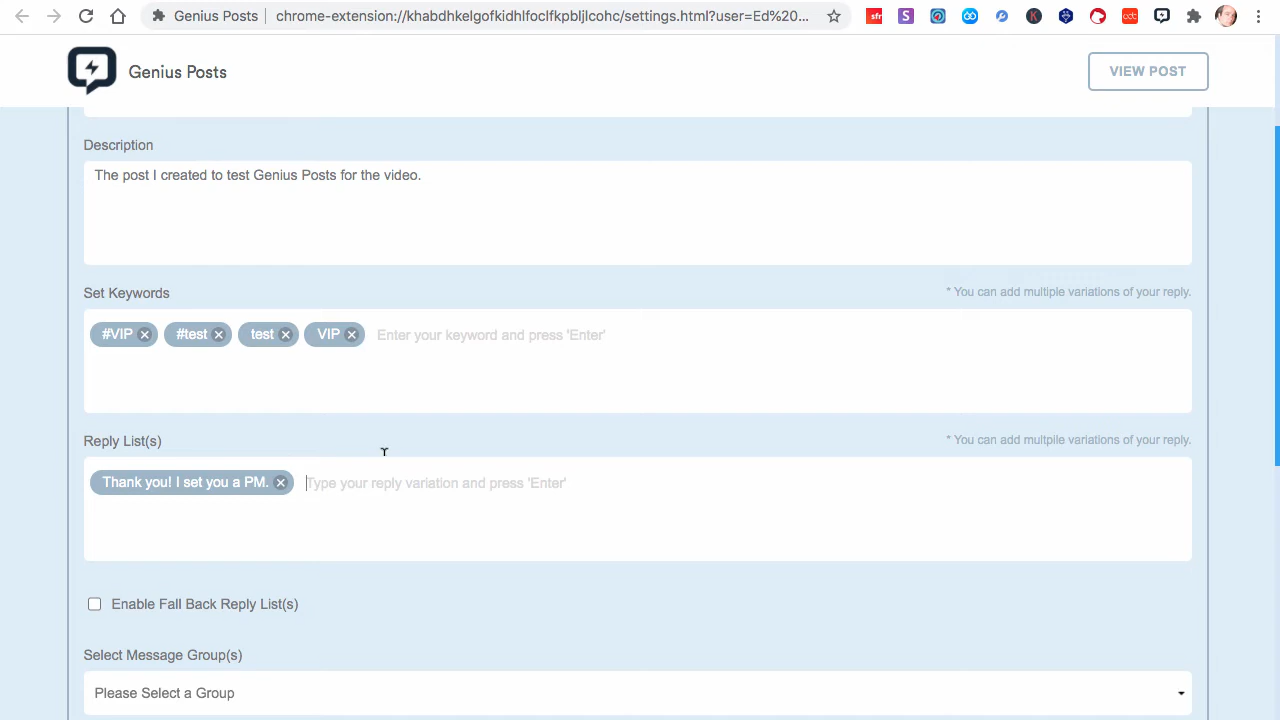 Genius Posts chrome-extension://khbbdhkelgyfkidhlfoclfkpbljlcohc/settings.html?user=Ed%20...
Genius Posts
VIEW POST
Description
The post I created to test Genius Posts for the video.
Set Keywords
* You can add multiple variations of your reply.
#VIP #test test VIP Enter your keyword and press 'Enter'
Reply List(s)
* You can add multpile variations of your reply.
Thank you! I set you a PM. Type your reply variation and press 'Enter'
Enable Fall Back Reply List(s)
Select Message Group(s)
Please Select a Group